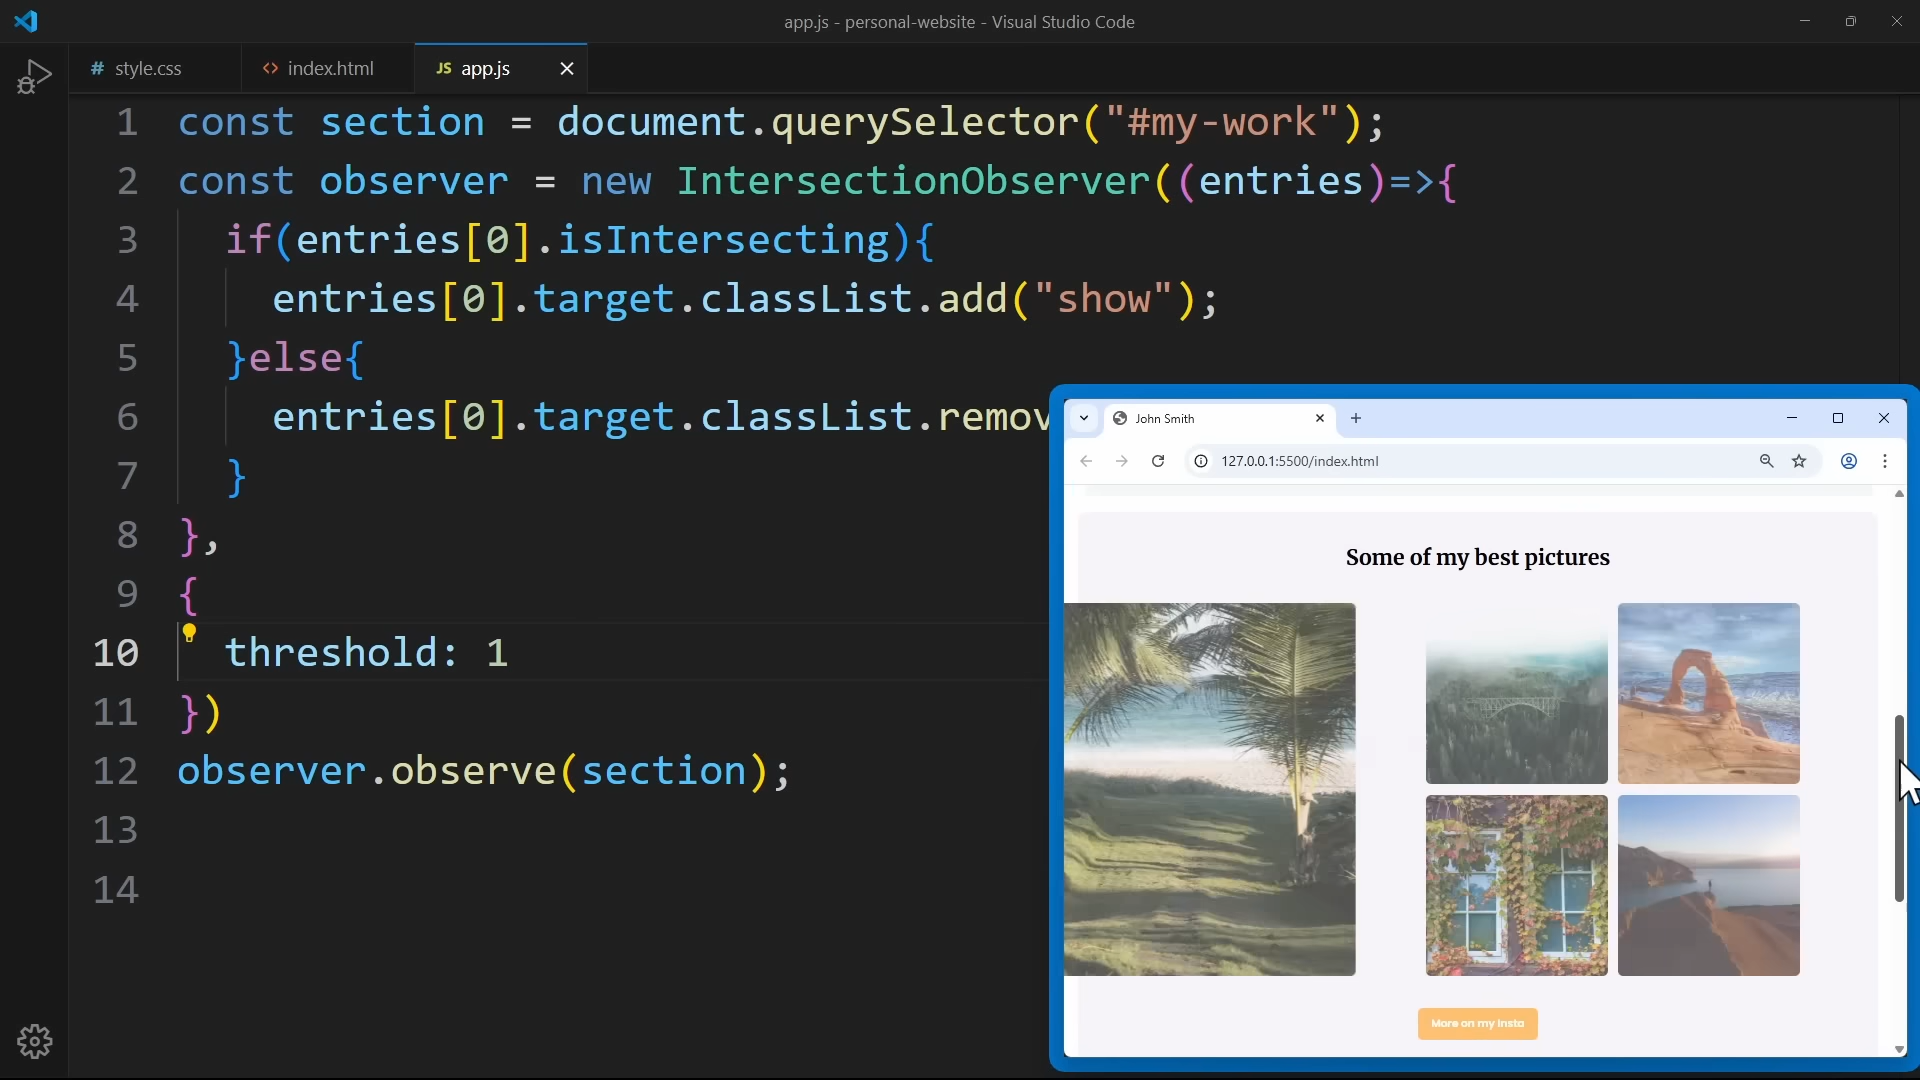 app.js - personal-website - Visual Studio Code
# style.css
<> index.html
JS app.js
1 const section = document.querySelector("#my-work");
2 const observer = new IntersectionObserver((entries)=>{
3 if(entries[0].isIntersecting){
4 entries[0].target.classList.add("show");
5 }else{
6 entries[0].target.classList.remov
7 }
8 },
9 {
10 threshold: 1
11 })
12 observer.observe(section);
13
14
John Smith
127.0.0.1:5500/index.html
Some of my best pictures
More on my Insta